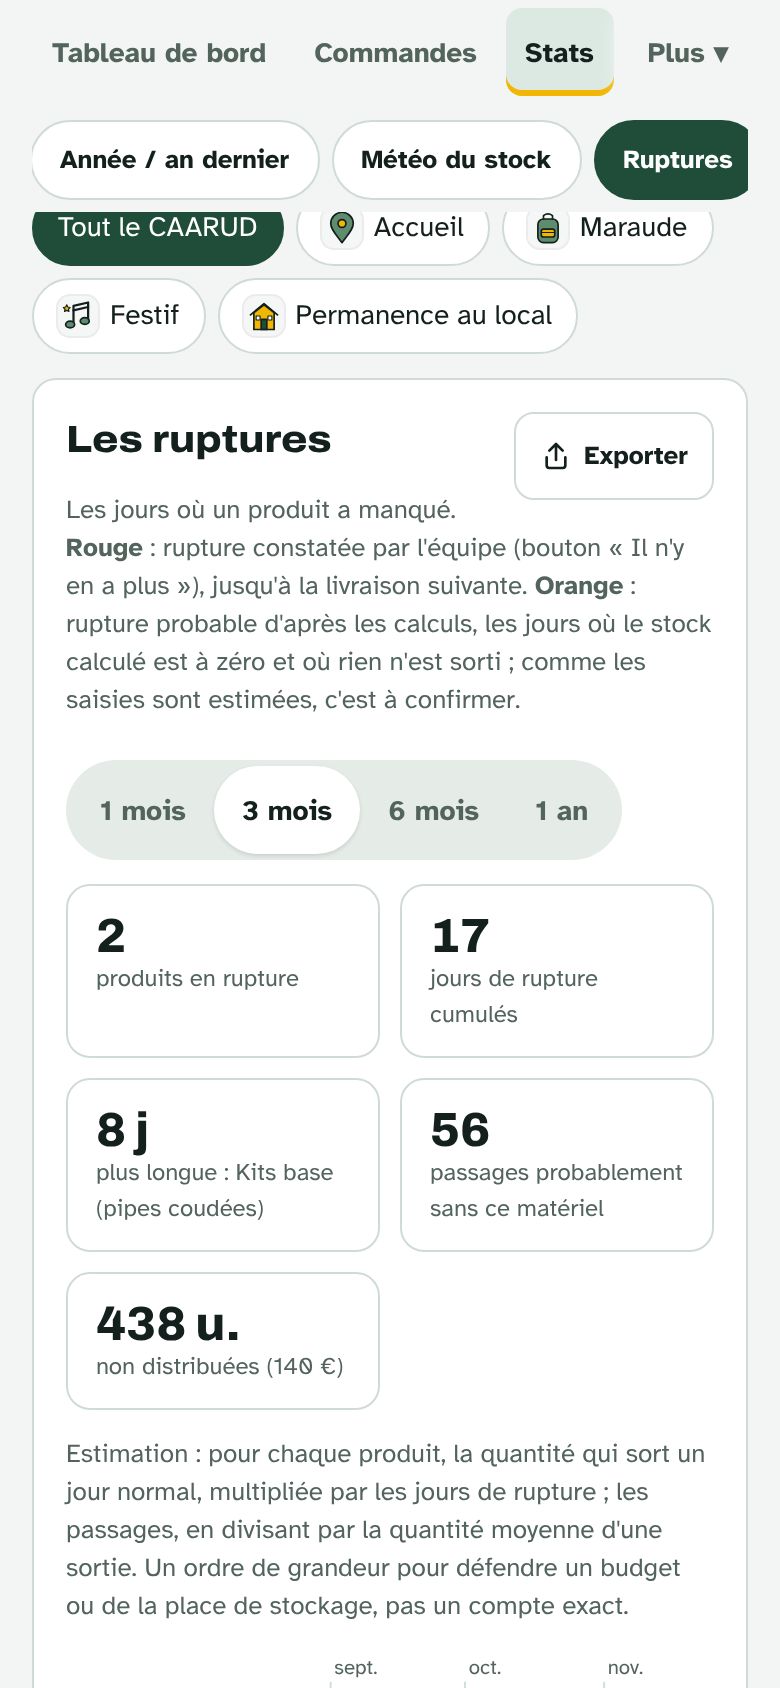 Tableau de bord
Commandes
Stats
Plus ▼
Année / an dernier
Météo du stock
Ruptures
Tout le CAARUD
Accueil
Maraude
Festif
Permanence au local
Les ruptures
Exporter
Les jours où un produit a manqué.
Rouge : rupture constatée par l'équipe (bouton « Il n'y
en a plus »), jusqu'à la livraison suivante. Orange :
rupture probable d'après les calculs, les jours où le stock
calculé est à zéro et où rien n'est sorti ; comme les
saisies sont estimées, c'est à confirmer.
1 mois
3 mois
6 mois
1 an
2
produits en rupture
17
jours de rupture
cumulés
8 j
plus longue : Kits base
(pipes coudées)
56
passages probablement
sans ce matériel
438 u.
non distribuées (140 €)
Estimation : pour chaque produit, la quantité qui sort un
jour normal, multipliée par les jours de rupture ; les
passages, en divisant par la quantité moyenne d'une
sortie. Un ordre de grandeur pour défendre un budget
ou de la place de stockage, pas un compte exact.
sept.
oct.
nov.